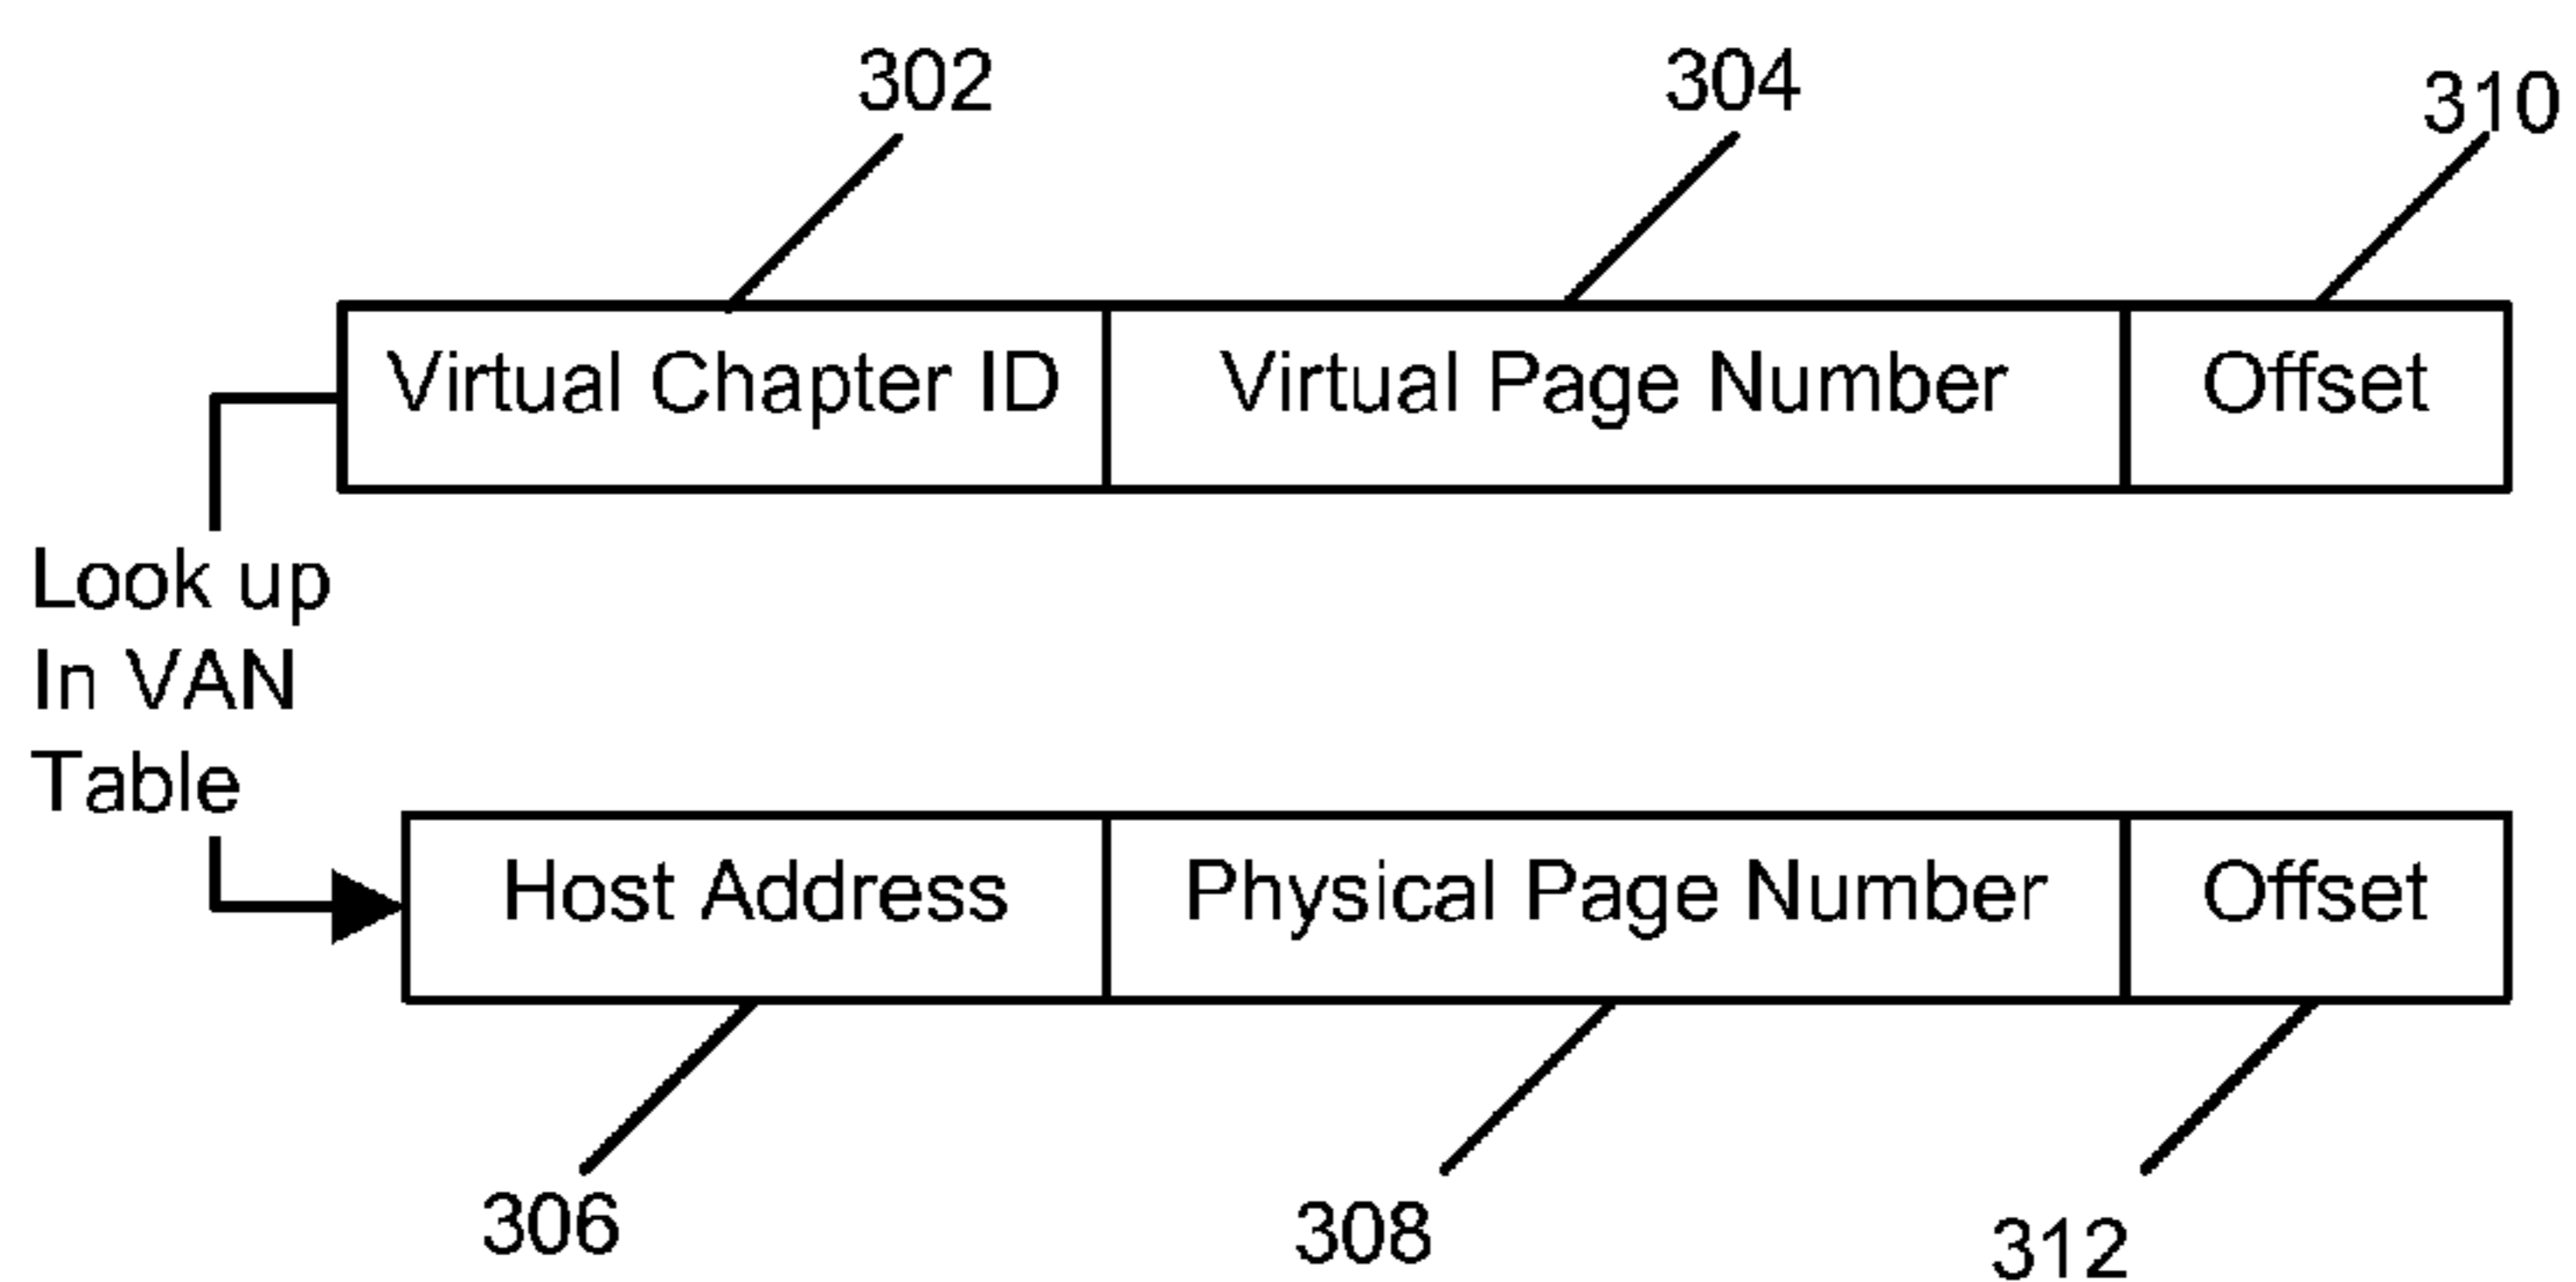 302 304 310
Virtual Chapter ID Virtual Page Number Offset
Look up
In VAN
Table
Host Address Physical Page Number Offset
306 308 312